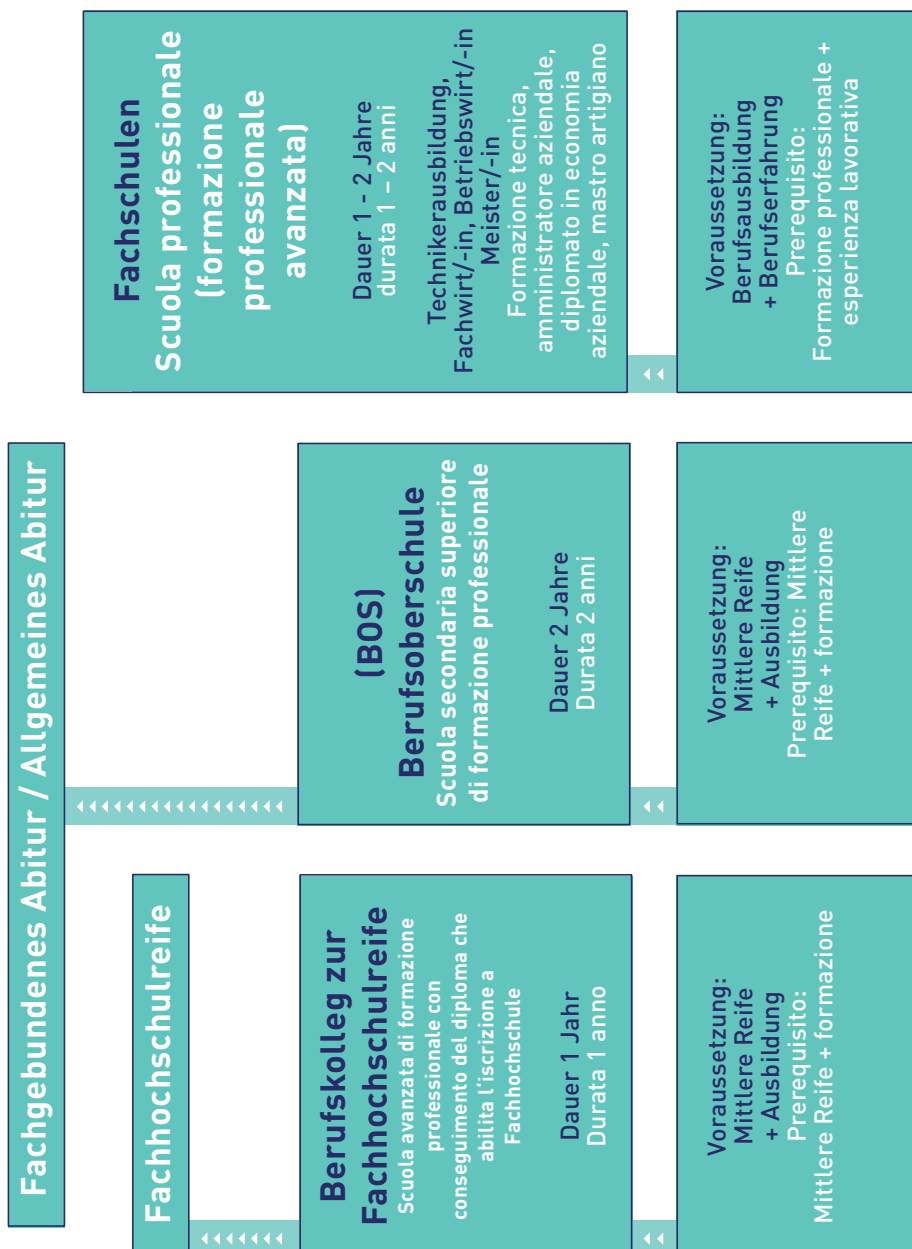 Fachgebundenes Abitur / Allgemeines Abitur
Fachhochschulreife
Berufskolleg zur
Fachhochschulreife
Scuola avanzata di formazione
professionale con
conseguimento del diploma che
abilita l'iscrizione a
Fachhochschule
Dauer 1 Jahr
Durata 1 anno
Voraussetzung:
Mittlere Reife
+ Ausbildung
Prerequisito:
Mittlere Reife + formazione
(BOS)
Berufsoberschule
Scuola secondaria superiore
di formazione professionale
Dauer 2 Jahre
Durata 2 anni
Voraussetzung:
Mittlere Reife
+ Ausbildung
Prerequisito: Mittlere
Reife + formazione
Fachschulen
Scuola professionale
(formazione
professionale
avanzata)
Dauer 1 - 2 Jahre
durata 1 – 2 anni
Technikerausbildung,
Fachwirt/-in, Betriebswirt/-in
Meister/-in
Formazione tecnica,
amministratore aziendale,
diplomato in economia
aziendale, mastro artigiano
Voraussetzung:
Berufsausbildung
+ Berufserfahrung
Prerequisito:
Formazione professionale +
esperienza lavorativa